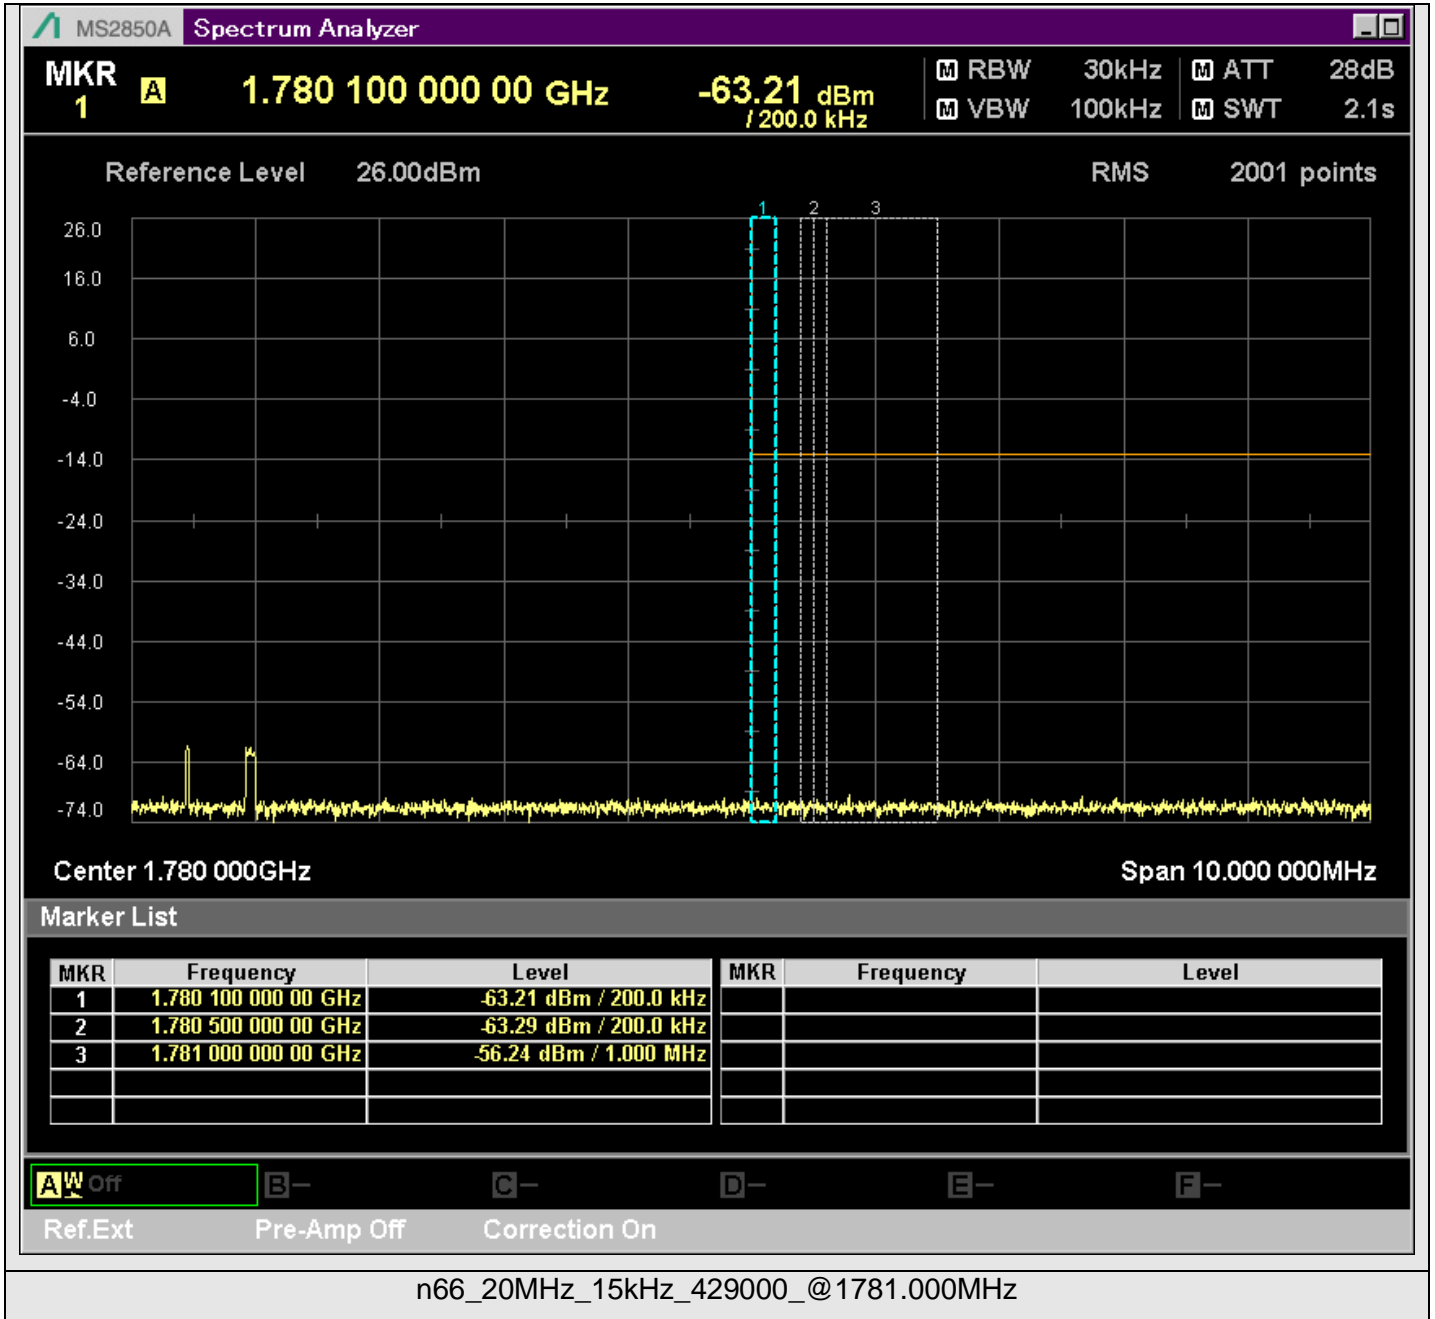 MS2850A Spectrum Analyzer
MKR 1 A 1.780 100 000 00 GHz -63.21 dBm / 200.0 kHz
M RBW 30kHz M ATT 28dB
M VBW 100kHz M SWT 2.1s
Reference Level 26.00dBm RMS 2001 points
1 2 3
26.0
16.0
6.0
-4.0
-14.0
-24.0
-34.0
-44.0
-54.0
-64.0
-74.0
Center 1.780 000GHz Span 10.000 000MHz
Marker List
MKR Frequency Level MKR Frequency Level
1 1.780 100 000 00 GHz -63.21 dBm / 200.0 kHz
2 1.780 500 000 00 GHz -63.29 dBm / 200.0 kHz
3 1.781 000 000 00 GHz -56.24 dBm / 1.000 MHz
A W Off B - C - D - E - F -
Ref.Ext Pre-Amp Off Correction On
n66_20MHz_15kHz_429000_@1781.000MHz